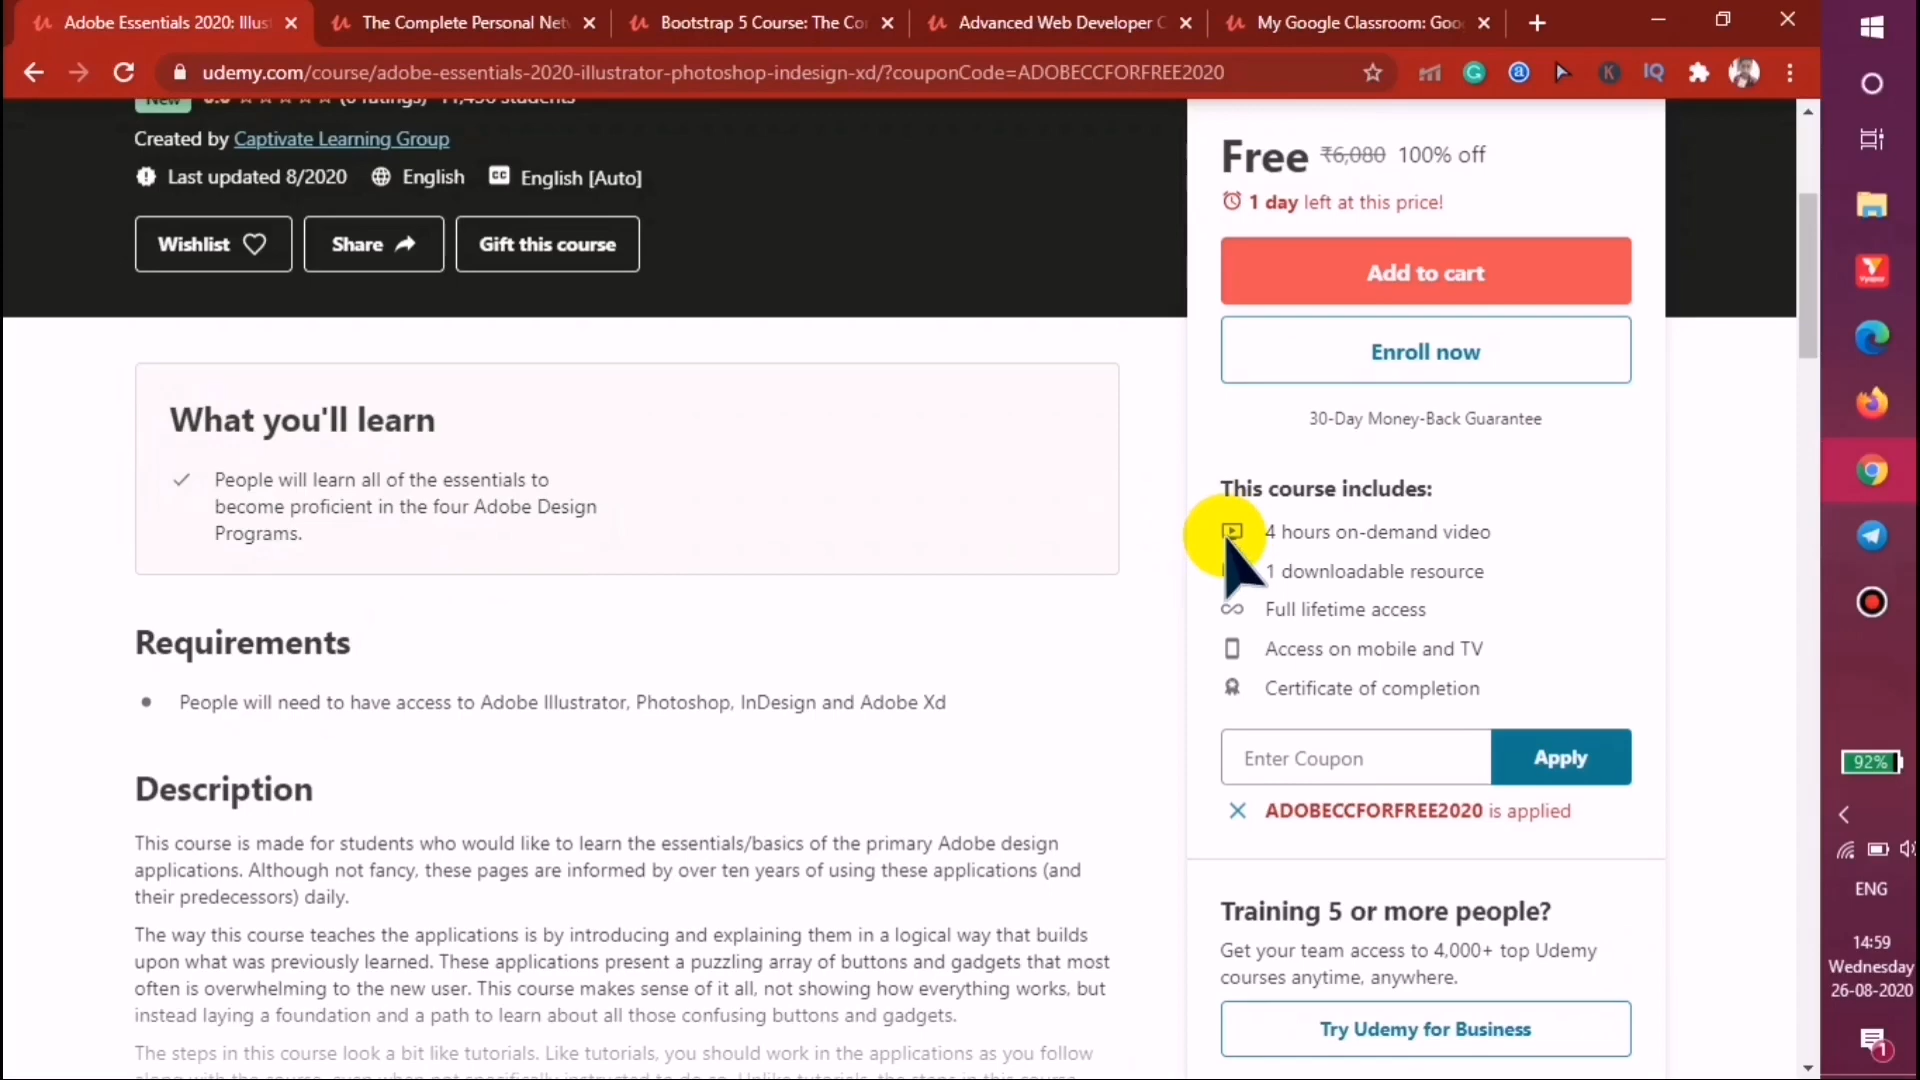 Adobe Essentials 2020: Illus
The Complete Personal Net
Bootstrap 5 Course: The Co
Advanced Web Developer C
My Google Classroom: Goo
udemy.com/course/adobe-essentials-2020-illustrator-photoshop-indesign-xd/?couponCode=ADOBECCFORFREE2020
New 0.0 (0 ratings) students
Created by Captivate Learning Group
Last updated 8/2020 English English [Auto]
Wishlist Share Gift this course
What you'll learn
People will learn all of the essentials to
become proficient in the four Adobe Design
Programs.
Requirements
People will need to have access to Adobe Illustrator, Photoshop, InDesign and Adobe Xd
Description
This course is made for students who would like to learn the essentials/basics of the primary Adobe design
applications. Although not fancy, these pages are informed by over ten years of using these applications (and
their predecessors) daily.
The way this course teaches the applications is by introducing and explaining them in a logical way that builds
upon what was previously learned. These applications present a puzzling array of buttons and gadgets that most
often is overwhelming to the new user. This course makes sense of it all, not showing how everything works, but
instead laying a foundation and a path to learn about all those confusing buttons and gadgets.
The steps in this course look a bit like tutorials. Like tutorials, you should work in the applications as you follow
Free ₹6,080 100% off
1 day left at this price!
Add to cart
Enroll now
30-Day Money-Back Guarantee
This course includes:
4 hours on-demand video
1 downloadable resource
Full lifetime access
Access on mobile and TV
Certificate of completion
Enter Coupon Apply
ADOBECCFORFREE2020 is applied
Training 5 or more people?
Get your team access to 4,000+ top Udemy
courses anytime, anywhere.
Try Udemy for Business
92%
ENG
14:59
Wednesday
26-08-2020
1